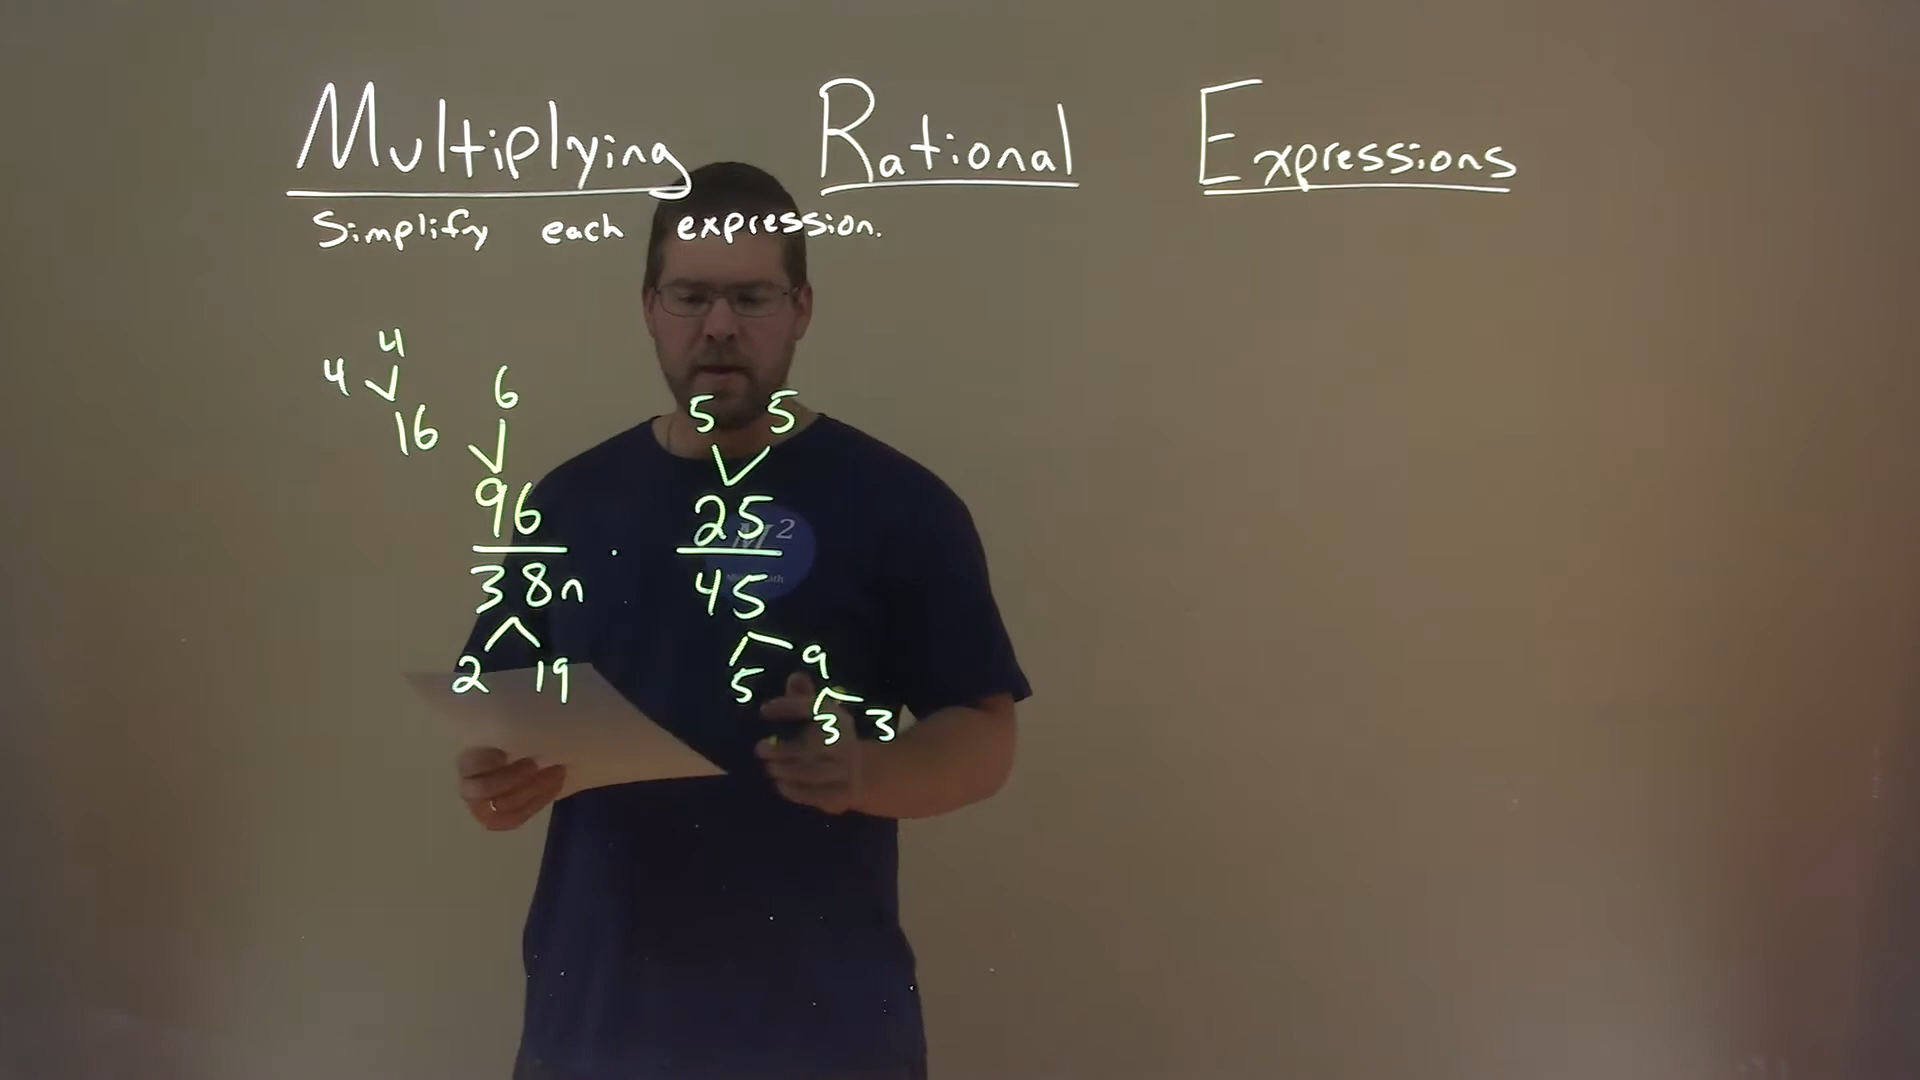 Multiplying Rational Expressions
Simplify each expression.
4
4
16
6
5 5
96 · 25
38n 45
2 19
5 9
3 3
M²